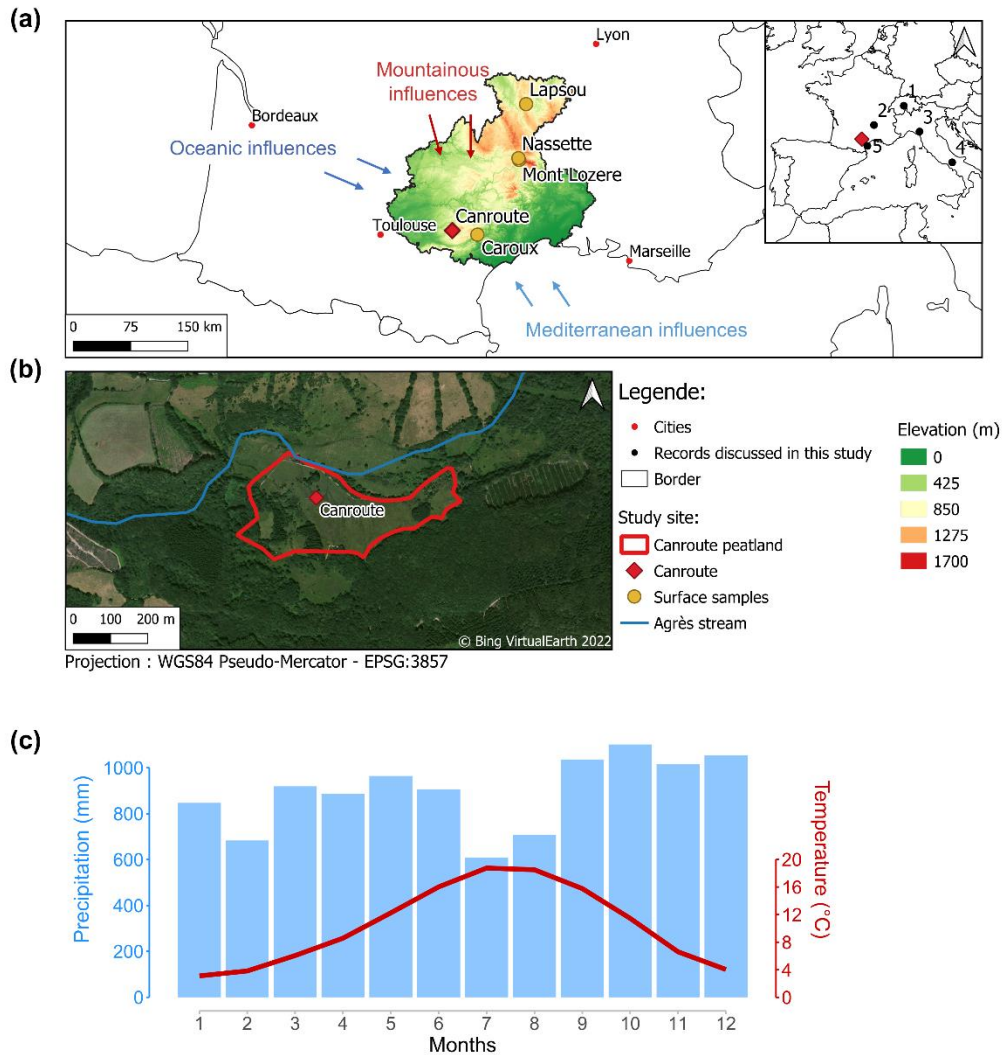 (a)
Lyon
Mountainous
influences
Lapsou
Bordeaux
Oceanic influences
Nassette
Mont Lozere
Toulouse
Canroute
Caroux
Marseille
Mediterranean influences
0 75 150 km
1
2
3
4
5
(b)
Canroute
0 100 200 m
© Bing VirtualEarth 2022
Projection : WGS84 Pseudo-Mercator - EPSG:3857
Legende:
Cities
Records discussed in this study
Border
Study site:
Canroute peatland
Canroute
Surface samples
Agrès stream
Elevation (m)
0
425
850
1275
1700
(c)
Precipitation (mm)
1000
800
600
400
200
0
Temperature (°C)
20
16
12
8
4
0
1 2 3 4 5 6 7 8 9 10 11 12
Months